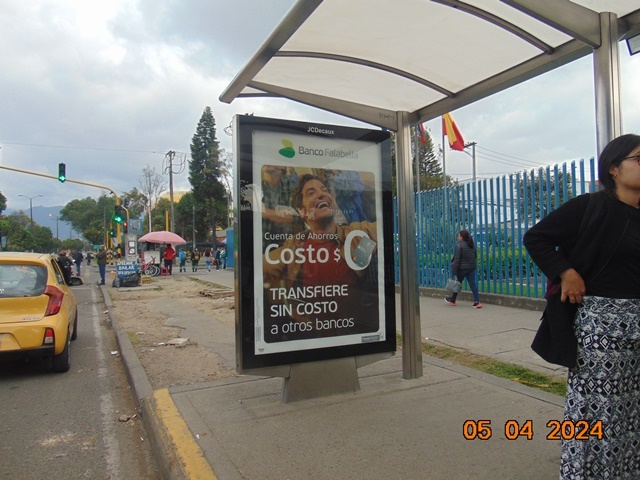 JCDecaux
Banco Falabella
Cuenta de Ahorros
Costo $0
TRANSFIERE
SIN COSTO
a otros bancos
05 04 2024